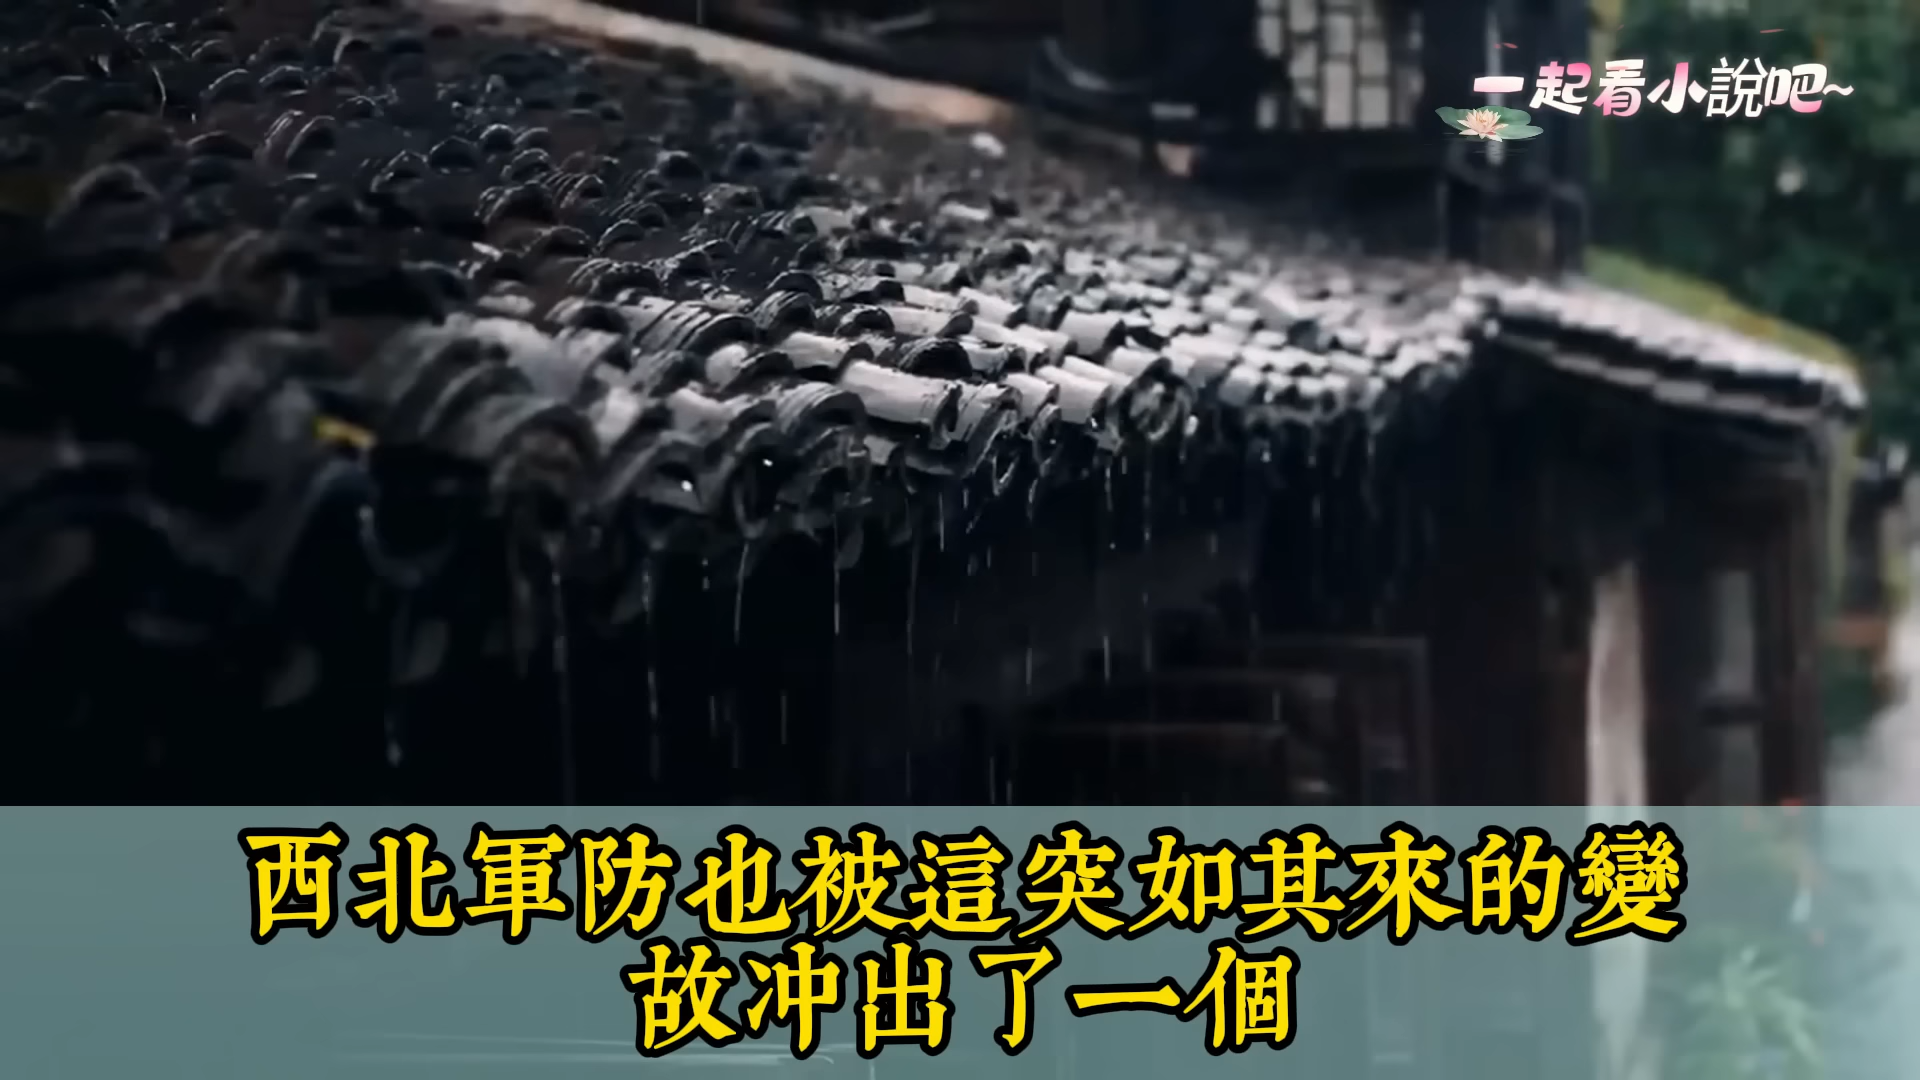 一起看小說吧~
西北軍防也被這突如其來的變
故冲出了一個